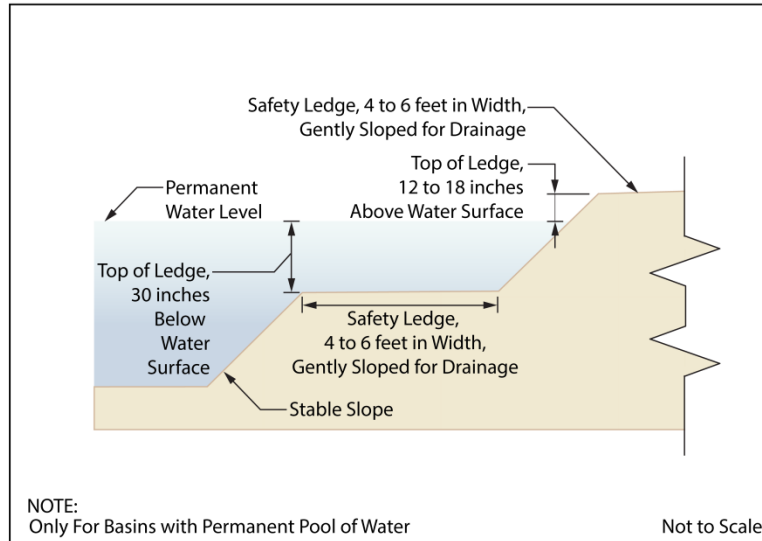 Safety Ledge, 4 to 6 feet in Width,
Gently Sloped for Drainage
Top of Ledge,
12 to 18 inches
Above Water Surface
Permanent
Water Level
Top of Ledge,
30 inches
Below
Water
Surface
Safety Ledge,
4 to 6 feet in Width,
Gently Sloped for Drainage
Stable Slope
NOTE:
Only For Basins with Permanent Pool of Water
Not to Scale